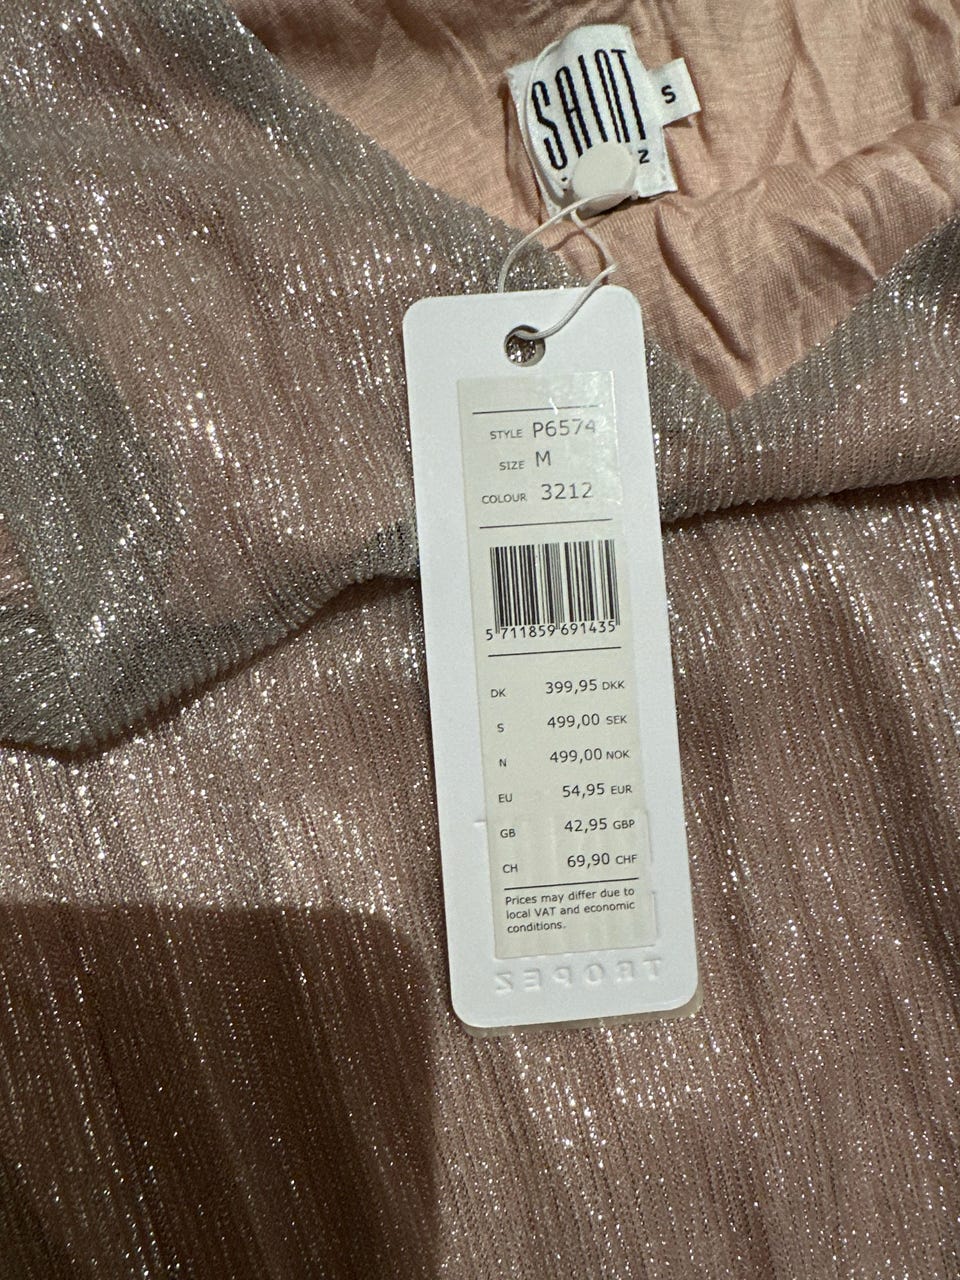 SAINT
S
Z
STYLE P6574
SIZE M
COLOUR 3212
5 711859 691435
DK 399,95 DKK
S 499,00 SEK
N 499,00 NOK
EU 54,95 EUR
GB 42,95 GBP
CH 69,90 CHF
Prices may differ due to
local VAT and economic
conditions.
TROPEZ